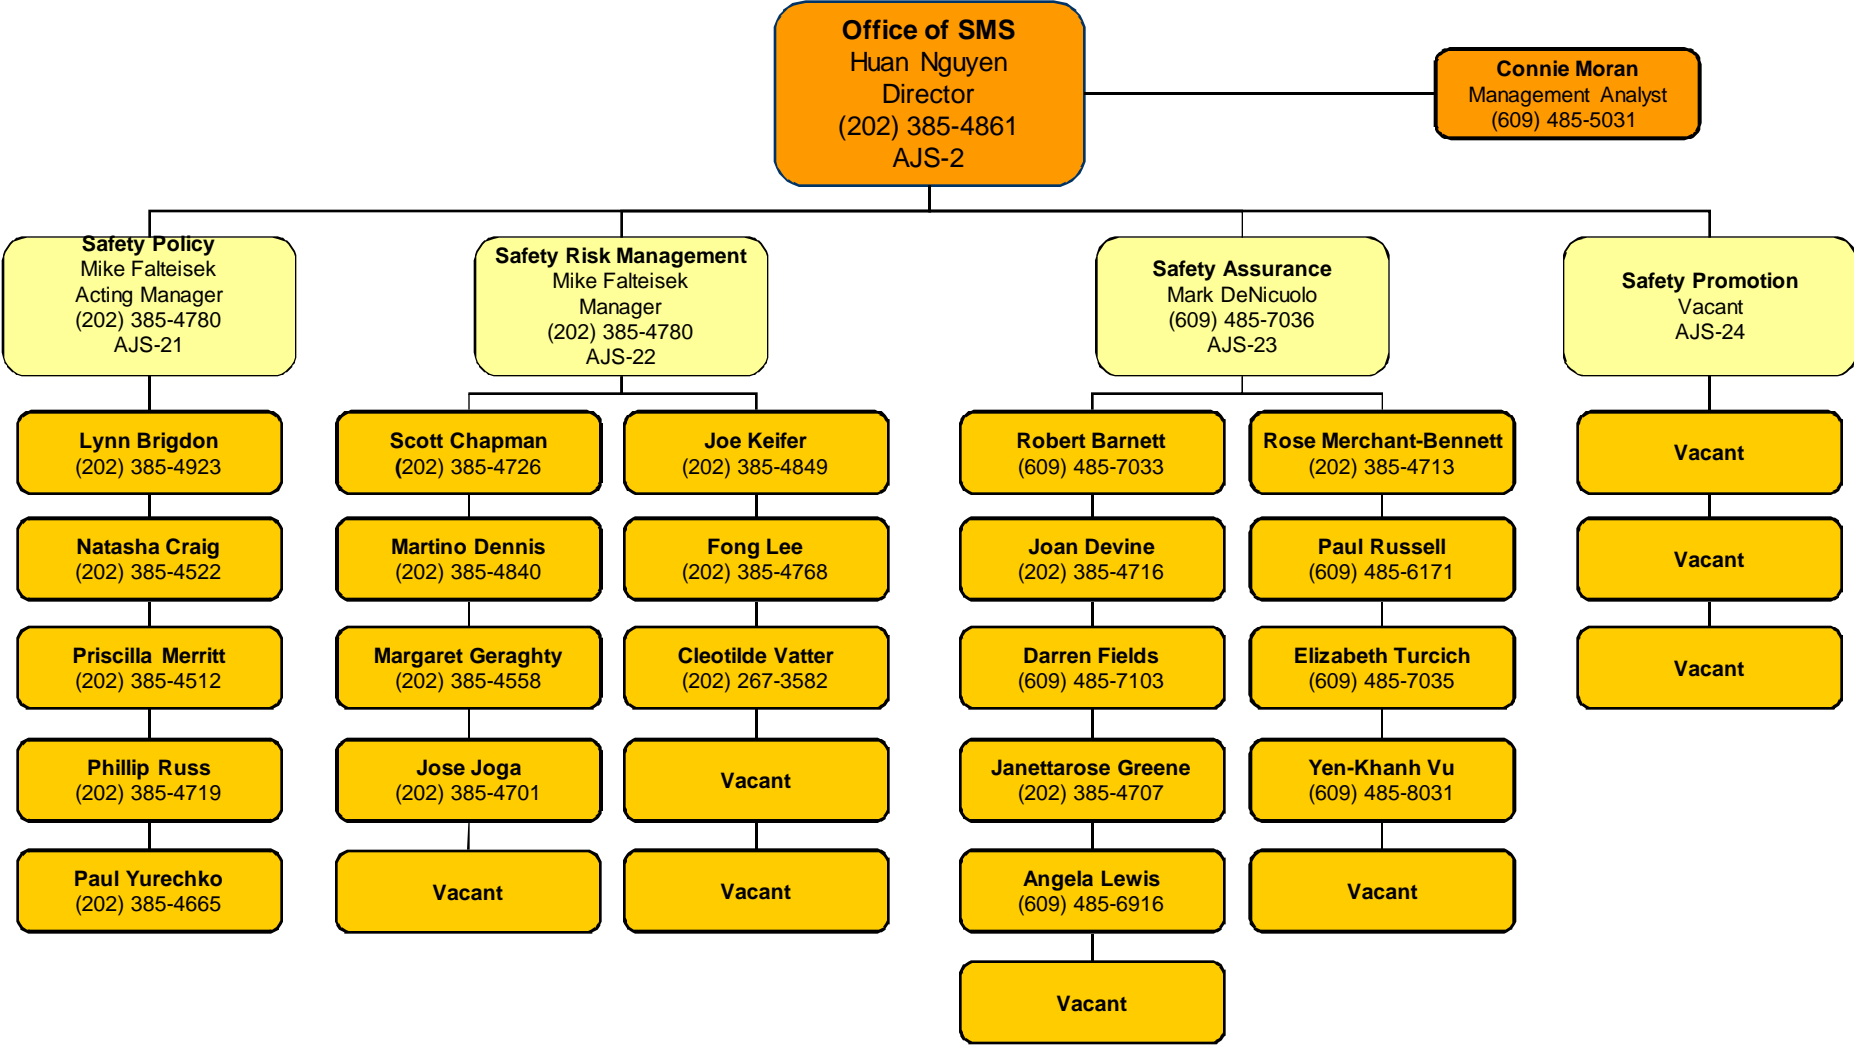 Office of SMS
Huan Nguyen
Director
(202) 385-4861
AJS-2
Connie Moran
Management Analyst
(609) 485-5031
Safety Policy
Mike Falteisek
Acting Manager
(202) 385-4780
AJS-21
Safety Risk Management
Mike Falteisek
Manager
(202) 385-4780
AJS-22
Safety Assurance
Mark DeNicuolo
(609) 485-7036
AJS-23
Safety Promotion
Vacant
AJS-24
Lynn Brigdon
(202) 385-4923
Natasha Craig
(202) 385-4522
Priscilla Merritt
(202) 385-4512
Phillip Russ
(202) 385-4719
Paul Yurechko
(202) 385-4665
Scott Chapman
(202) 385-4726
Martino Dennis
(202) 385-4840
Margaret Geraghty
(202) 385-4558
Jose Joga
(202) 385-4701
Vacant
Joe Keifer
(202) 385-4849
Fong Lee
(202) 385-4768
Cleotilde Vatter
(202) 267-3582
Vacant
Vacant
Robert Barnett
(609) 485-7033
Joan Devine
(202) 385-4716
Darren Fields
(609) 485-7103
Janettarose Greene
(202) 385-4707
Angela Lewis
(609) 485-6916
Vacant
Rose Merchant-Bennett
(202) 385-4713
Paul Russell
(609) 485-6171
Elizabeth Turcich
(609) 485-7035
Yen-Khanh Vu
(609) 485-8031
Vacant
Vacant
Vacant
Vacant